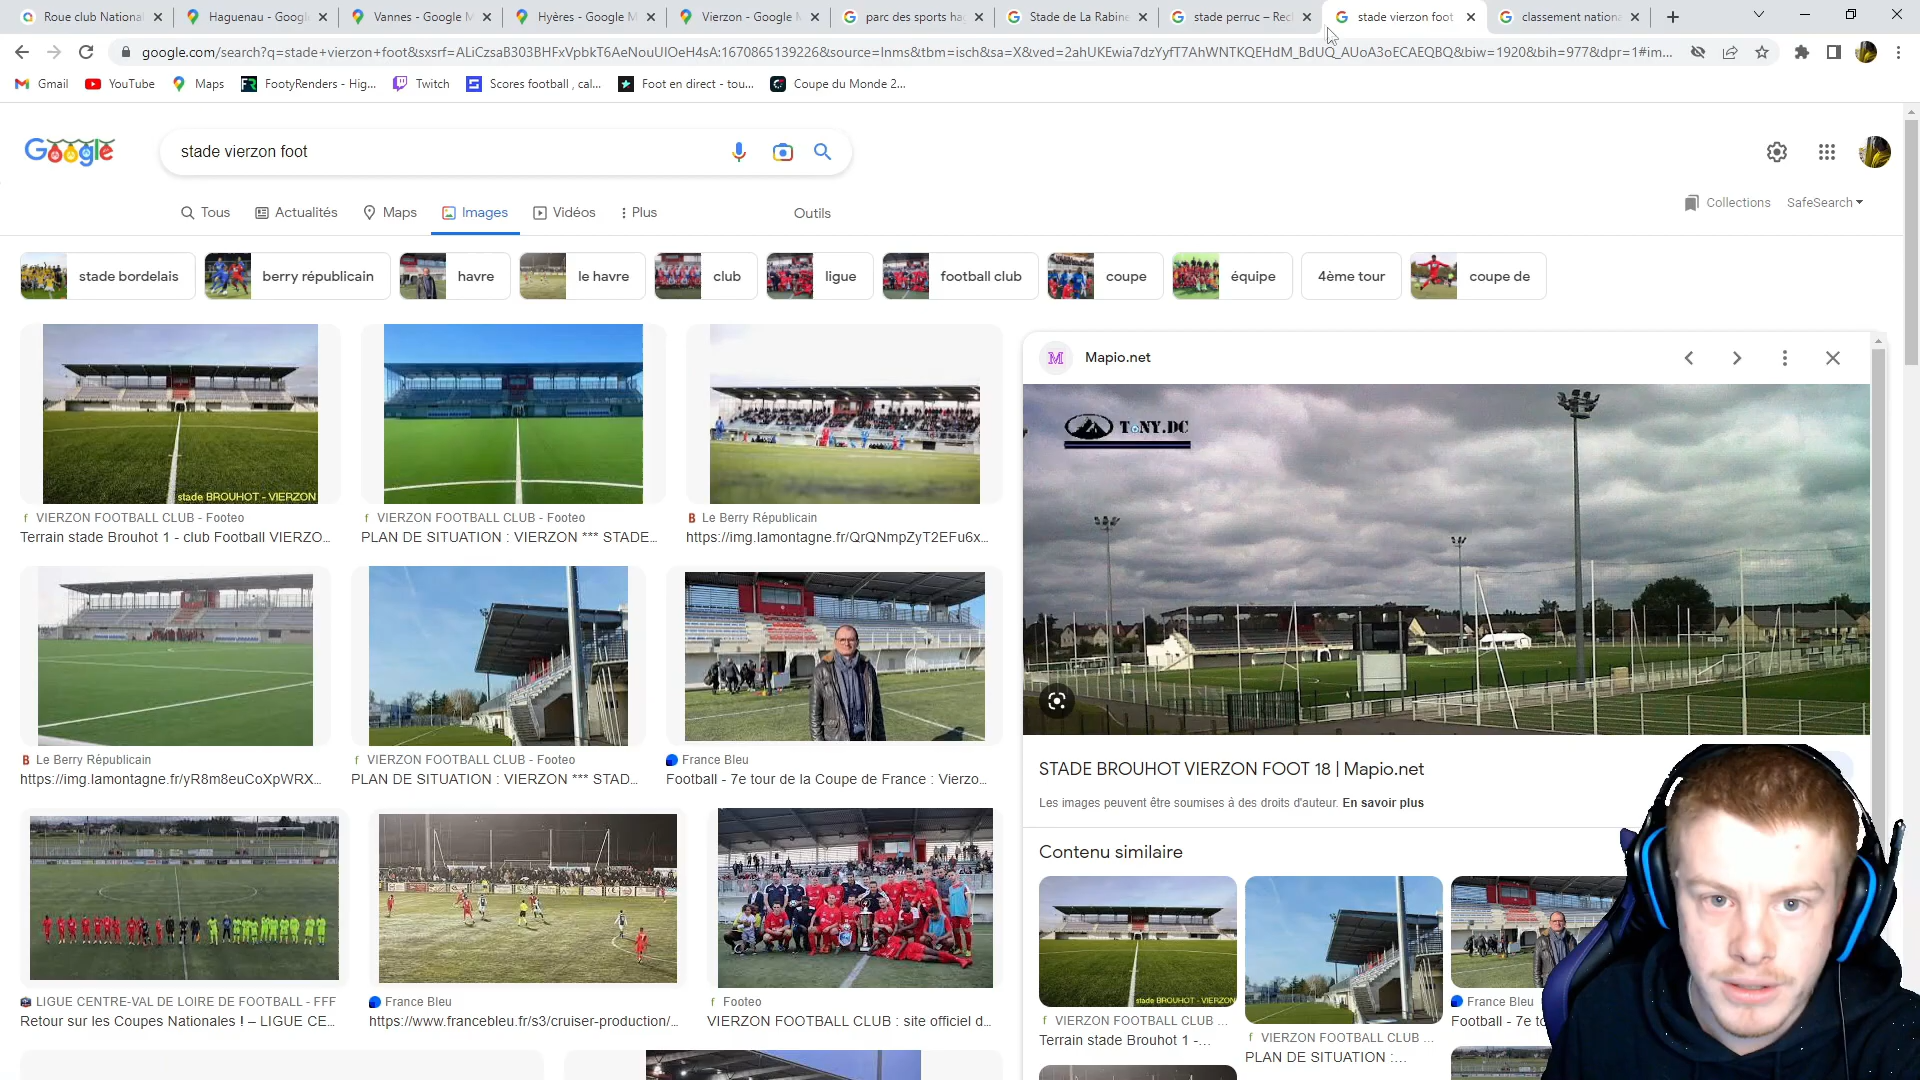 Roue club National
Haguenau - Googl
Vannes - Google M
Hyères - Google M
Vierzon - Google M
parc des sports ha
Stade de La Rabine
stade perruc – Rec
stade vierzon foot
classement nationa
google.com/search?q=stade+vierzon+foot&sxsrf=ALiCzsaB303BHFxVpbkT6AeNouUIOeH4sA:1670865139226&source=lnms&tbm=isch&sa=X&ved=2ahUKEwia7dzYyfT7AhWNTKQEHdM_BdUQ_AUoA3oECAEQBQ&biw=1920&bih=977&dpr=1#im...
Gmail
YouTube
Maps
FootyRenders - Hig...
Twitch
Scores football , cal...
Foot en direct - tou...
Coupe du Monde 2...
Google
stade vierzon foot
Tous
Actualités
Maps
Images
Vidéos
Plus
Outils
Collections
SafeSearch
stade bordelais
berry républicain
havre
le havre
club
ligue
football club
coupe
équipe
4ème tour
coupe de
stade BROUHOT - VIERZON
VIERZON FOOTBALL CLUB - Footeo
Terrain stade Brouhot 1 - club Football VIERZO...
VIERZON FOOTBALL CLUB - Footeo
PLAN DE SITUATION : VIERZON *** STADE...
Le Berry Républicain
https://img.lamontagne.fr/QrQNmpZyT2EFu6x...
Le Berry Républicain
https://img.lamontagne.fr/yR8m8euCoXpWRX...
VIERZON FOOTBALL CLUB - Footeo
PLAN DE SITUATION : VIERZON *** STAD...
France Bleu
Football - 7e tour de la Coupe de France : Vierzo...
LIGUE CENTRE-VAL DE LOIRE DE FOOTBALL - FFF
Retour sur les Coupes Nationales ! – LIGUE CE...
France Bleu
https://www.francebleu.fr/s3/cruiser-production/...
Footeo
VIERZON FOOTBALL CLUB : site officiel d...
Mapio.net
TONY.DC
STADE BROUHOT VIERZON FOOT 18 | Mapio.net
Les images peuvent être soumises à des droits d'auteur. En savoir plus
Contenu similaire
stade BROUHOT - VIERZON
VIERZON FOOTBALL CLUB ...
Terrain stade Brouhot 1 -...
VIERZON FOOTBALL CLUB ...
PLAN DE SITUATION :...
France Bleu
Football - 7e to